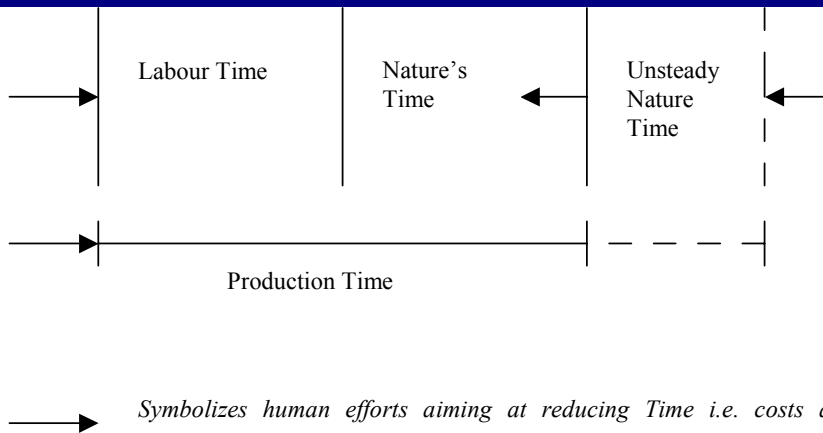 Labour Time
Nature's
Time
Unsteady
Nature
Time
Production Time
Symbolizes human efforts aiming at reducing Time i.e. costs